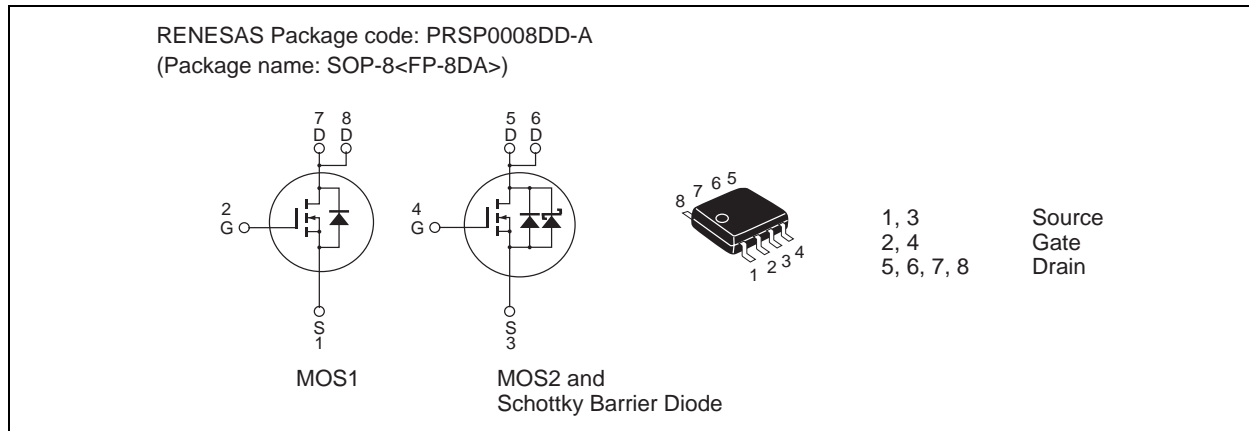 RENESAS Package code: PRSP0008DD-A
(Package name: SOP-8<FP-8DA>)
7 8
D D
2
G
S
1
MOS1
5 6
D D
4
G
S
3
MOS2 and
Schottky Barrier Diode
8 7 6 5
1 2 3 4
1, 3 Source
2, 4 Gate
5, 6, 7, 8 Drain